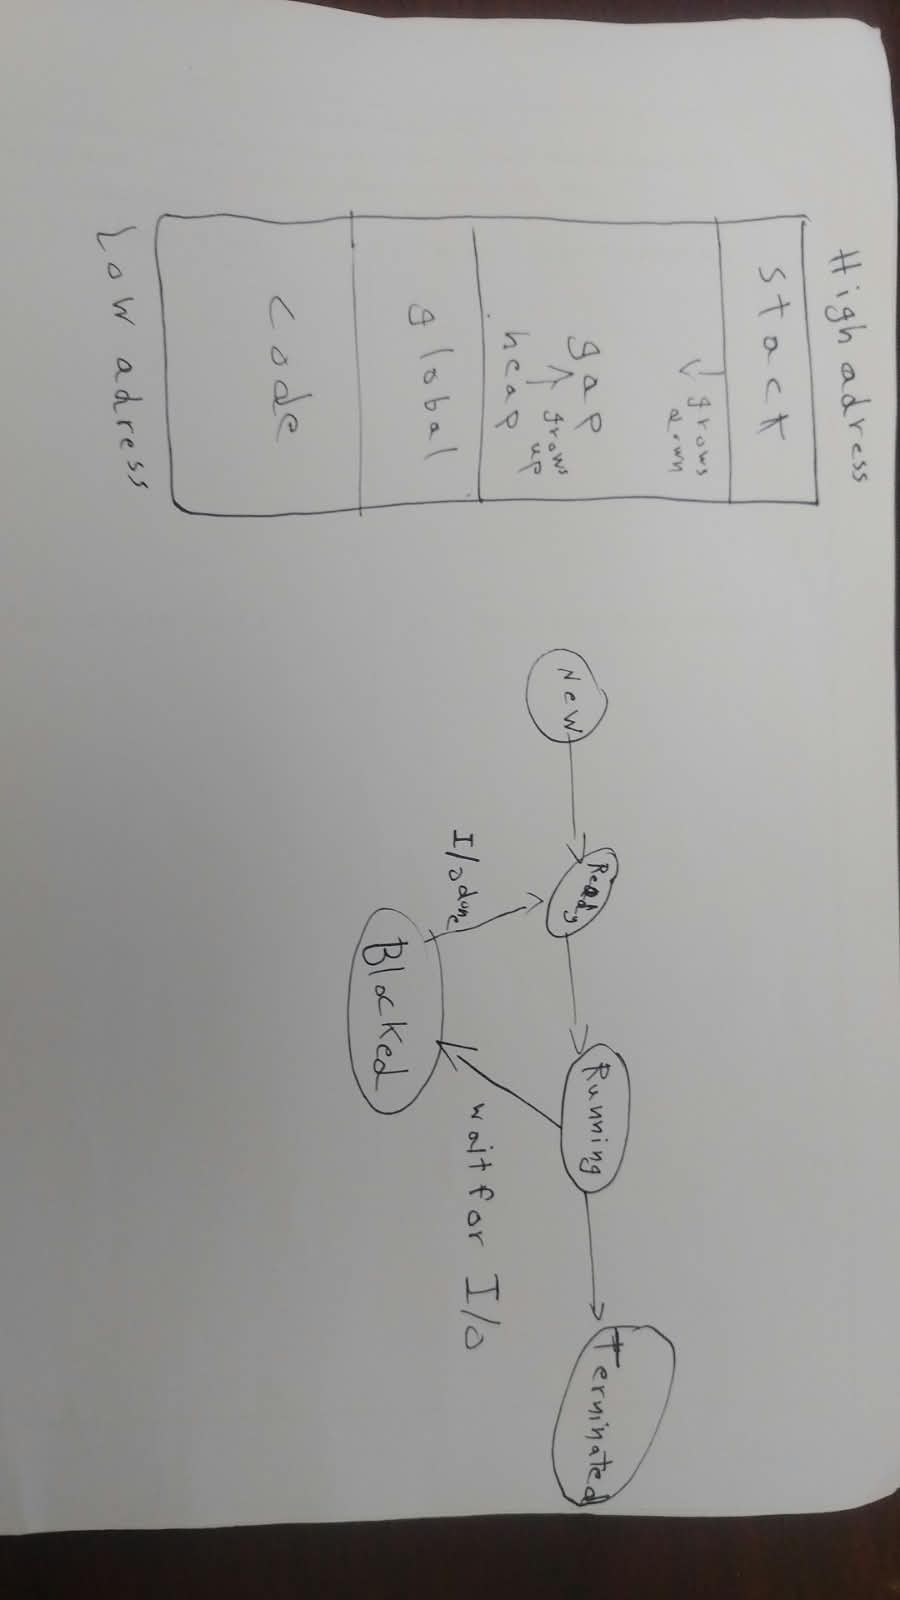 High adress
stack
grows
down
gap
grows
up
heap
global
code
Low adress
New
Ready
Running
Terminated
I/o done
wait for I/o
Blocked